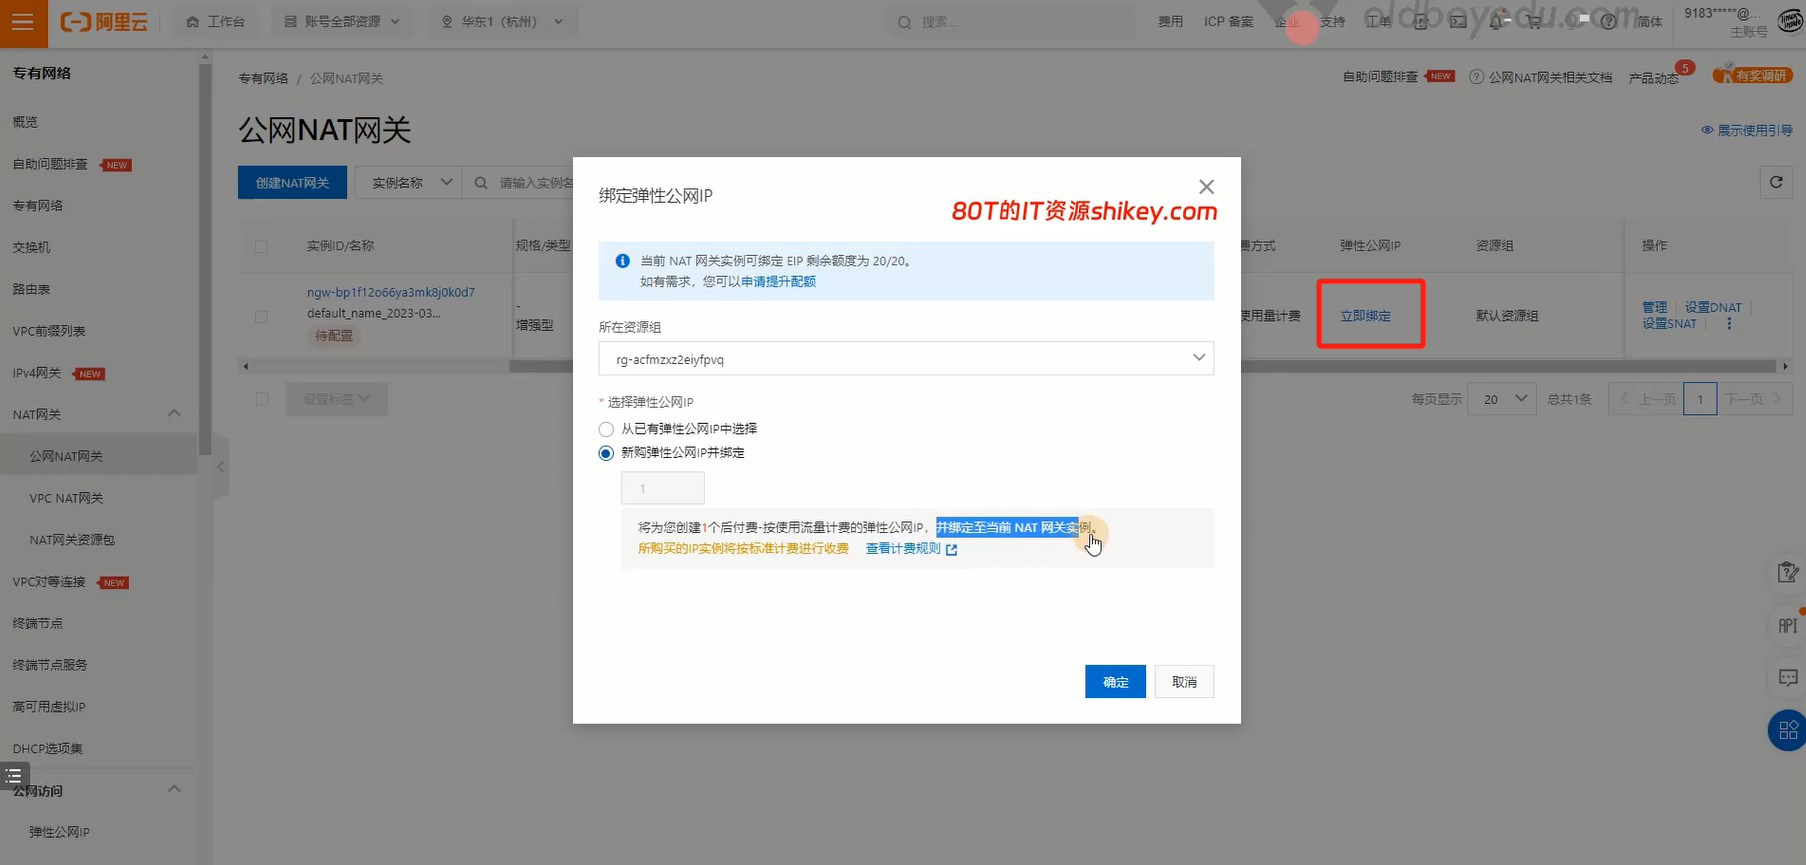 阿里云
工作台
账号全部资源
华东1（杭州）
搜索...
费用
ICP 备案
企业
支持
工单
oldboyedu.com
简体
9183*****@...
主账号
专有网络
专有网络 / 公网NAT网关
自助问题排查 NEW
公网NAT网关相关文档
产品动态
5
有奖调研
概览
公网NAT网关
展示使用引导
自助问题排查 NEW
创建NAT网关
实例名称
请输入实例名
专有网络
交换机
路由表
VPC前缀列表
IPv4网关 NEW
NAT网关
公网NAT网关
VPC NAT网关
NAT网关资源包
VPC对等连接 NEW
终端节点
终端节点服务
高可用虚拟IP
DHCP选项集
公网访问
弹性公网IP
实例ID/名称
规格/类型
费方式
弹性公网IP
资源组
操作
ngw-bp1f12o66ya3mk8j0k0d7
default_name_2023-03...
待配置
-
增强型
使用量计费
立即绑定
默认资源组
管理
设置DNAT
设置SNAT
设置标签
每页显示
20
总共1条
上一页
1
下一页
绑定弹性公网IP
80T的IT资源shikey.com
当前 NAT 网关实例可绑定 EIP 剩余额度为 20/20。
如有需求，您可以申请提升配额
所在资源组
rg-acfmzxz2eiyfpvq
* 选择弹性公网IP
从已有弹性公网IP中选择
新购弹性公网IP并绑定
1
将为您创建1个后付费-按使用流量计费的弹性公网IP，并绑定至当前 NAT 网关实例。
所购买的IP实例将按标准计费进行收费 查看计费规则
确定
取消
API